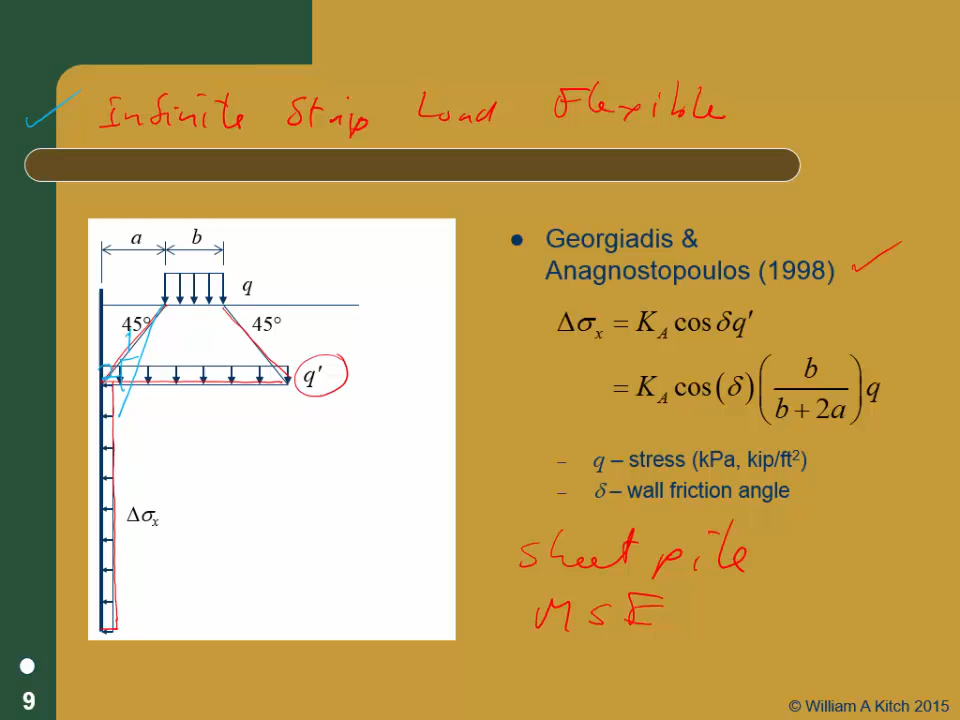 Infinite Strip Load Flexible
a b
q
45° 45°
q'
Δσx
● Georgiadis &
Anagnostopoulos (1998)
Δσx = KA cos δq'
= KA cos(δ)(b/(b + 2a))q
– q – stress (kPa, kip/ft²)
– δ – wall friction angle
Sheet pile
MSE
9
© William A Kitch 2015